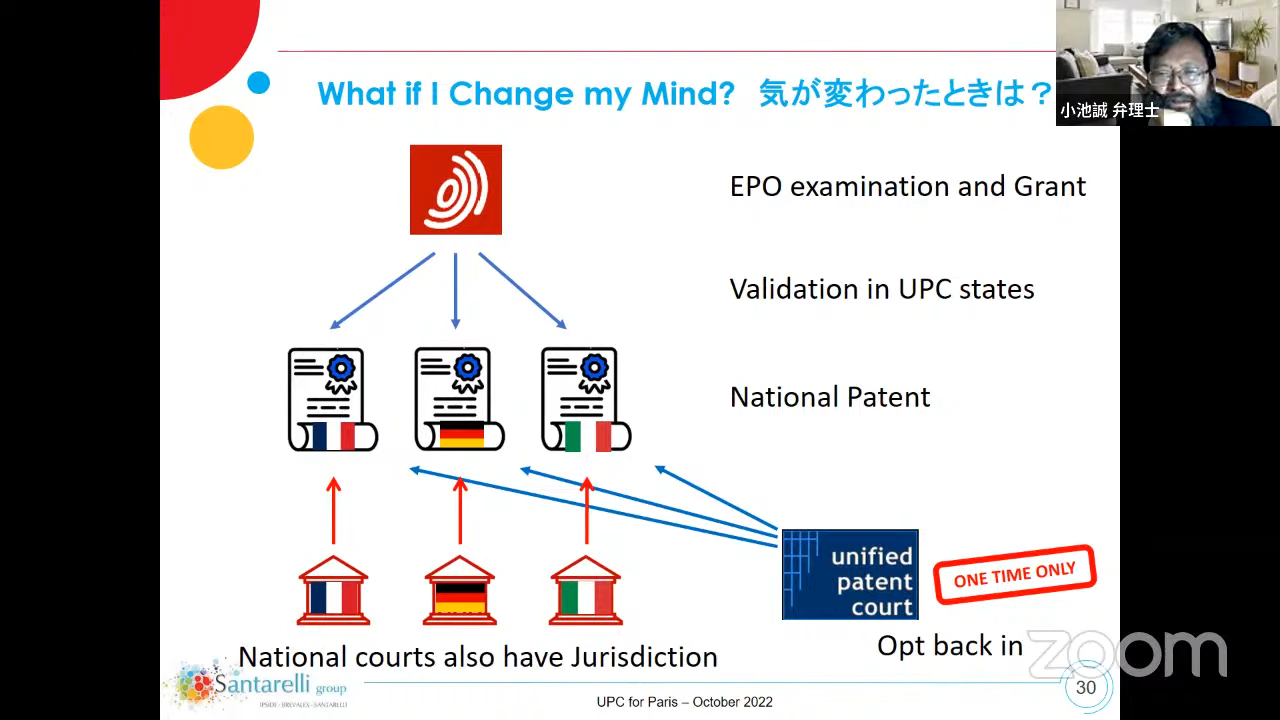 What if I Change my Mind? 気が変わったときは？
小池誠 弁理士
EPO examination and Grant
Validation in UPC states
National Patent
unified
patent
court
ONE TIME ONLY
Opt back in
zoom
National courts also have Jurisdiction
Santarelli group
IPSIDE - BREVALEX - SANTARELLI
UPC for Paris – October 2022
30